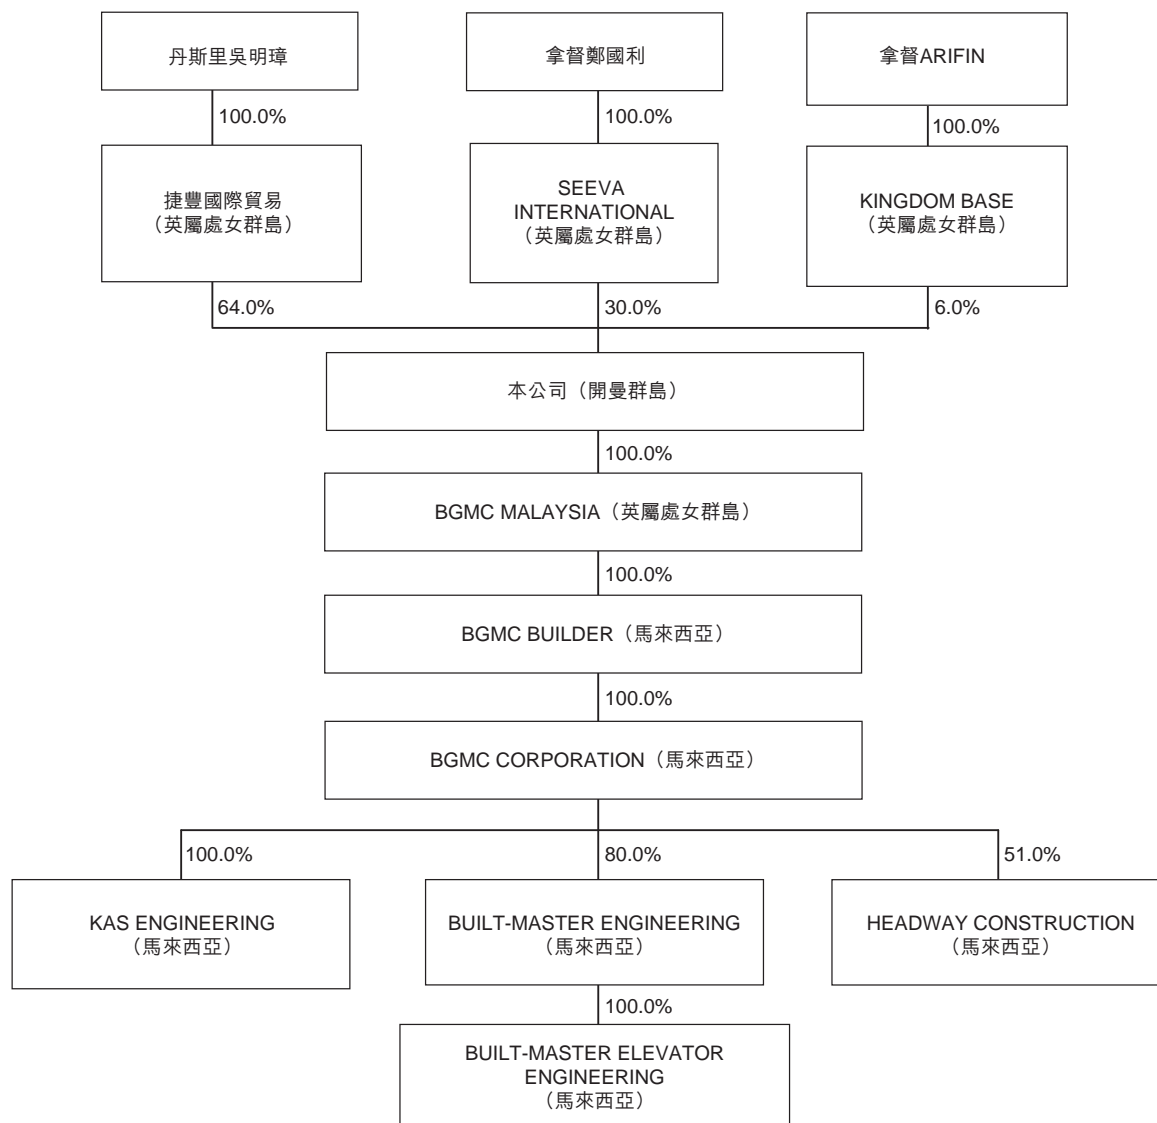 丹斯里吳明璋
拿督鄭國利
拿督ARIFIN
100.0%
100.0%
100.0%
捷豐國際貿易
（英屬處女群島）
SEEVA
INTERNATIONAL
（英屬處女群島）
KINGDOM BASE
（英屬處女群島）
64.0%
30.0%
6.0%
本公司（開曼群島）
100.0%
BGMC MALAYSIA（英屬處女群島）
100.0%
BGMC BUILDER（馬來西亞）
100.0%
BGMC CORPORATION（馬來西亞）
100.0%
80.0%
51.0%
KAS ENGINEERING
（馬來西亞）
BUILT-MASTER ENGINEERING
（馬來西亞）
HEADWAY CONSTRUCTION
（馬來西亞）
100.0%
BUILT-MASTER ELEVATOR
ENGINEERING
（馬來西亞）